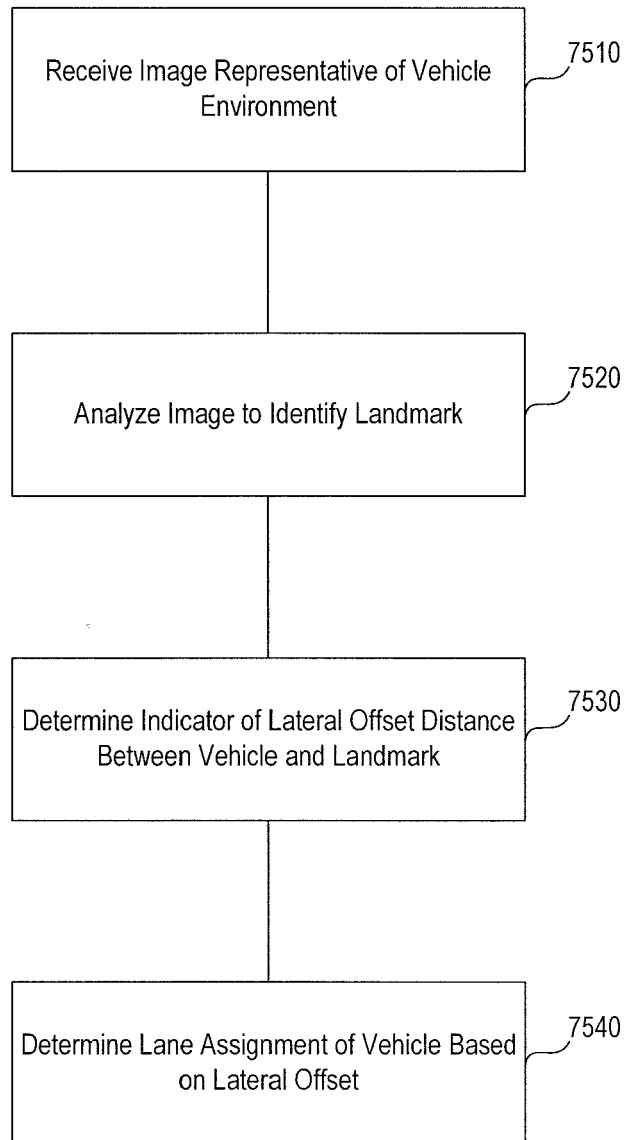 7510
Receive Image Representative of Vehicle
Environment
7520
Analyze Image to Identify Landmark
7530
Determine Indicator of Lateral Offset Distance
Between Vehicle and Landmark
7540
Determine Lane Assignment of Vehicle Based
on Lateral Offset